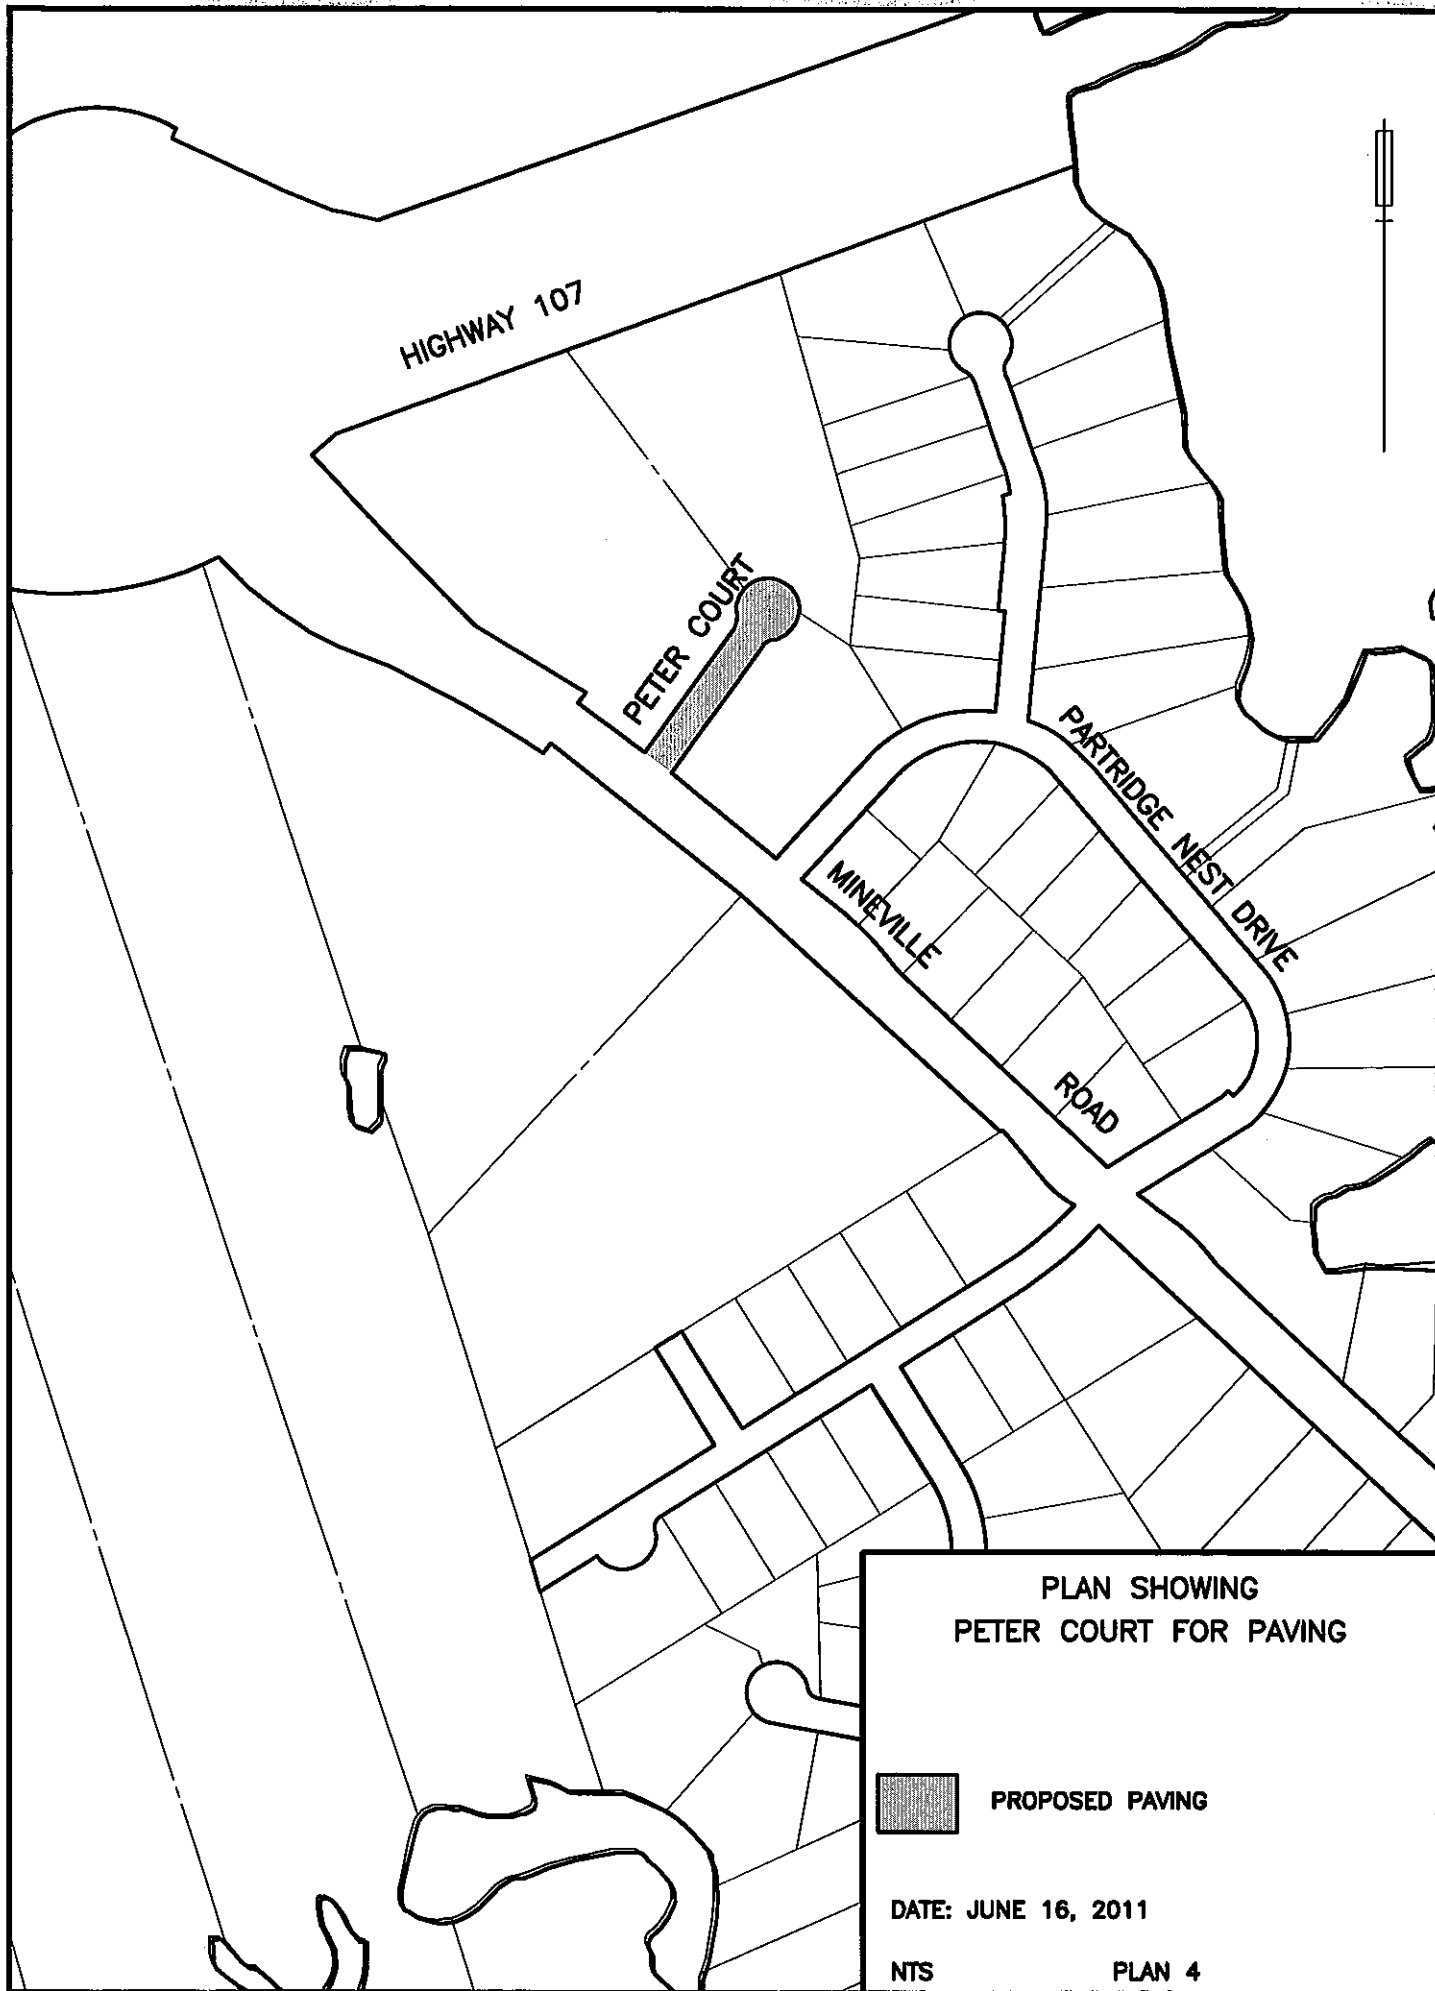 HIGHWAY 107
PETER COURT
PARTRIDGE NEST DRIVE
MINEVILLE
ROAD
PLAN SHOWING
PETER COURT FOR PAVING
PROPOSED PAVING
DATE: JUNE 16, 2011
NTS PLAN 4